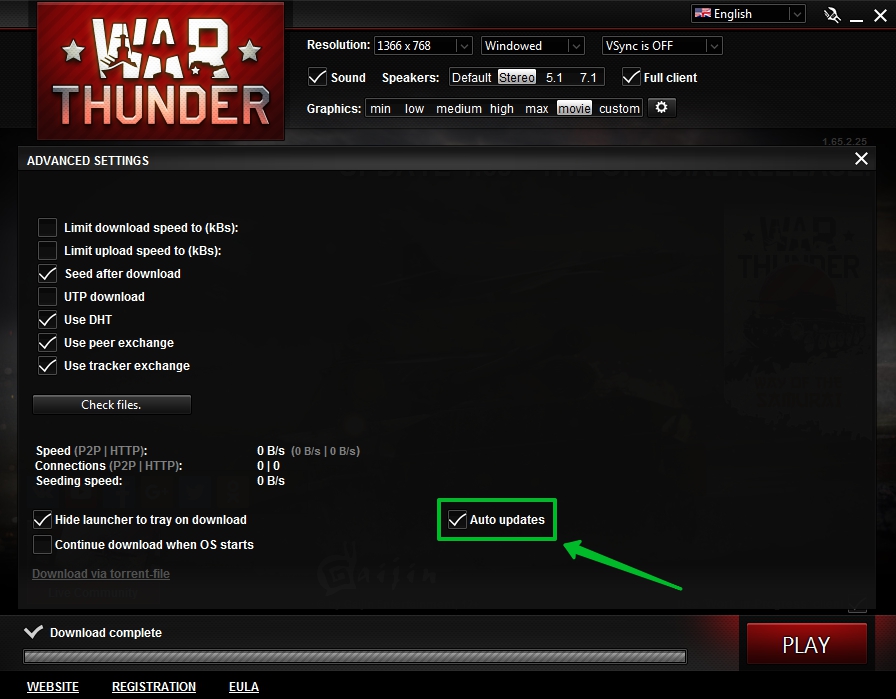 English
WAR
THUNDER
Resolution: 1366 x 768 Windowed VSync is OFF
Sound Speakers: Default Stereo 5.1 7.1 Full client
Graphics: min low medium high max movie custom
1.65.2.25
ADVANCED SETTINGS
WAR
THUNDER
Limit download speed to (kBs):
Limit upload speed to (kBs):
Seed after download
UTP download
Use DHT
Use peer exchange
Use tracker exchange
Check files.
Speed (P2P | HTTP): 0 B/s (0 B/s | 0 B/s)
Connections (P2P | HTTP): 0 | 0
Seeding speed: 0 B/s
Hide launcher to tray on download Auto updates
Continue download when OS starts
Download via torrent-file
Gaijin
Download complete
PLAY
WEBSITE REGISTRATION EULA